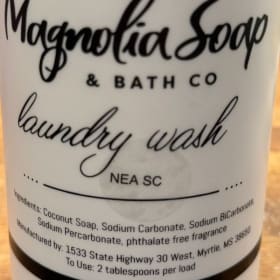 Magnolia Soap
& BATH CO
laundry wash
NEA SC
Ingredients: Coconut Soap, Sodium Carbonate, Sodium BiCarbonate,
Sodium Percarbonate, phthalate free fragrance
Manufactured by: 1533 State Highway 30 West, Myrtle, MS 38650
To Use: 2 tablespoons per load